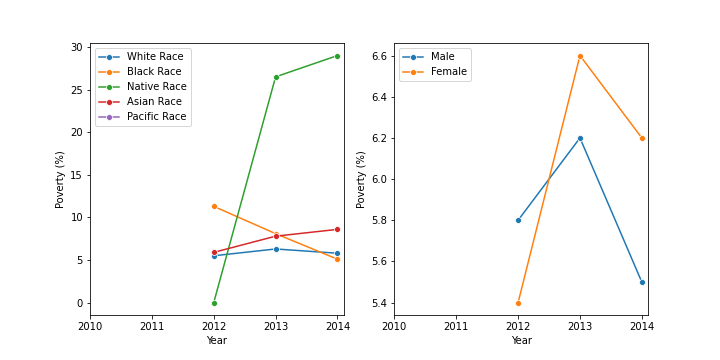 White Race
Black Race
Native Race
Asian Race
Pacific Race
30
25
20
15
10
5
0
Poverty (%)
2010 2011 2012 2013 2014
Year
Male
Female
6.6
6.4
6.2
6.0
5.8
5.6
5.4
Poverty (%)
2010 2011 2012 2013 2014
Year